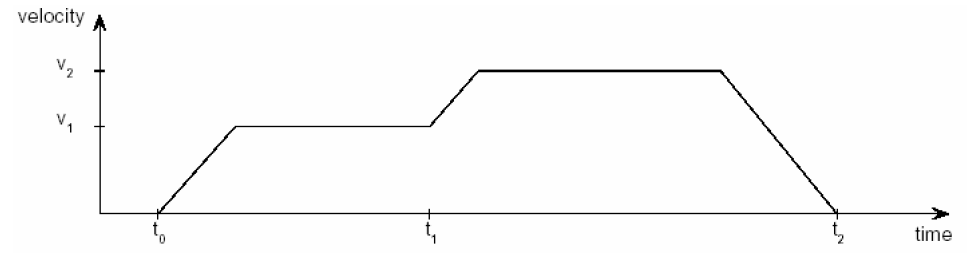 velocity
v₂
v₁
t₀ t₁ t₂
time